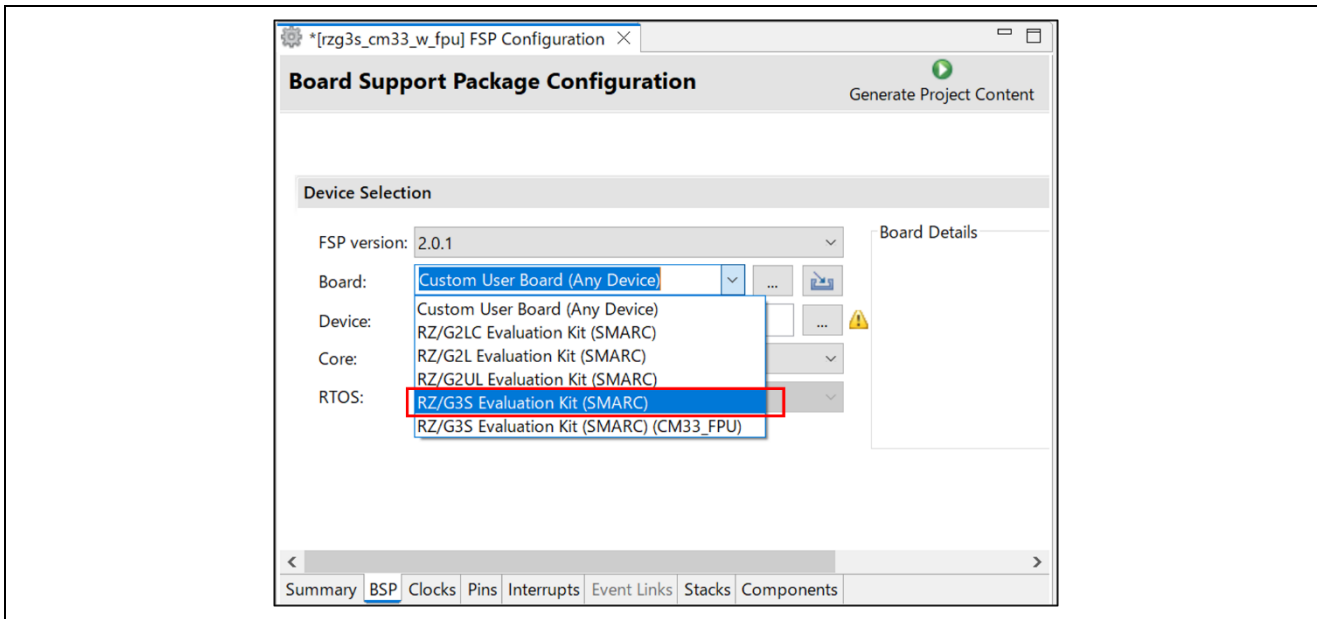 *[rzg3s_cm33_w_fpu] FSP Configuration
Board Support Package Configuration
Generate Project Content
Device Selection
FSP version: 2.0.1
Board Details
Board: Custom User Board (Any Device) ...
Custom User Board (Any Device)
Device: ...
RZ/G2LC Evaluation Kit (SMARC)
Core:
RZ/G2L Evaluation Kit (SMARC)
RZ/G2UL Evaluation Kit (SMARC)
RTOS:
RZ/G3S Evaluation Kit (SMARC)
RZ/G3S Evaluation Kit (SMARC) (CM33_FPU)
Summary BSP Clocks Pins Interrupts Event Links Stacks Components